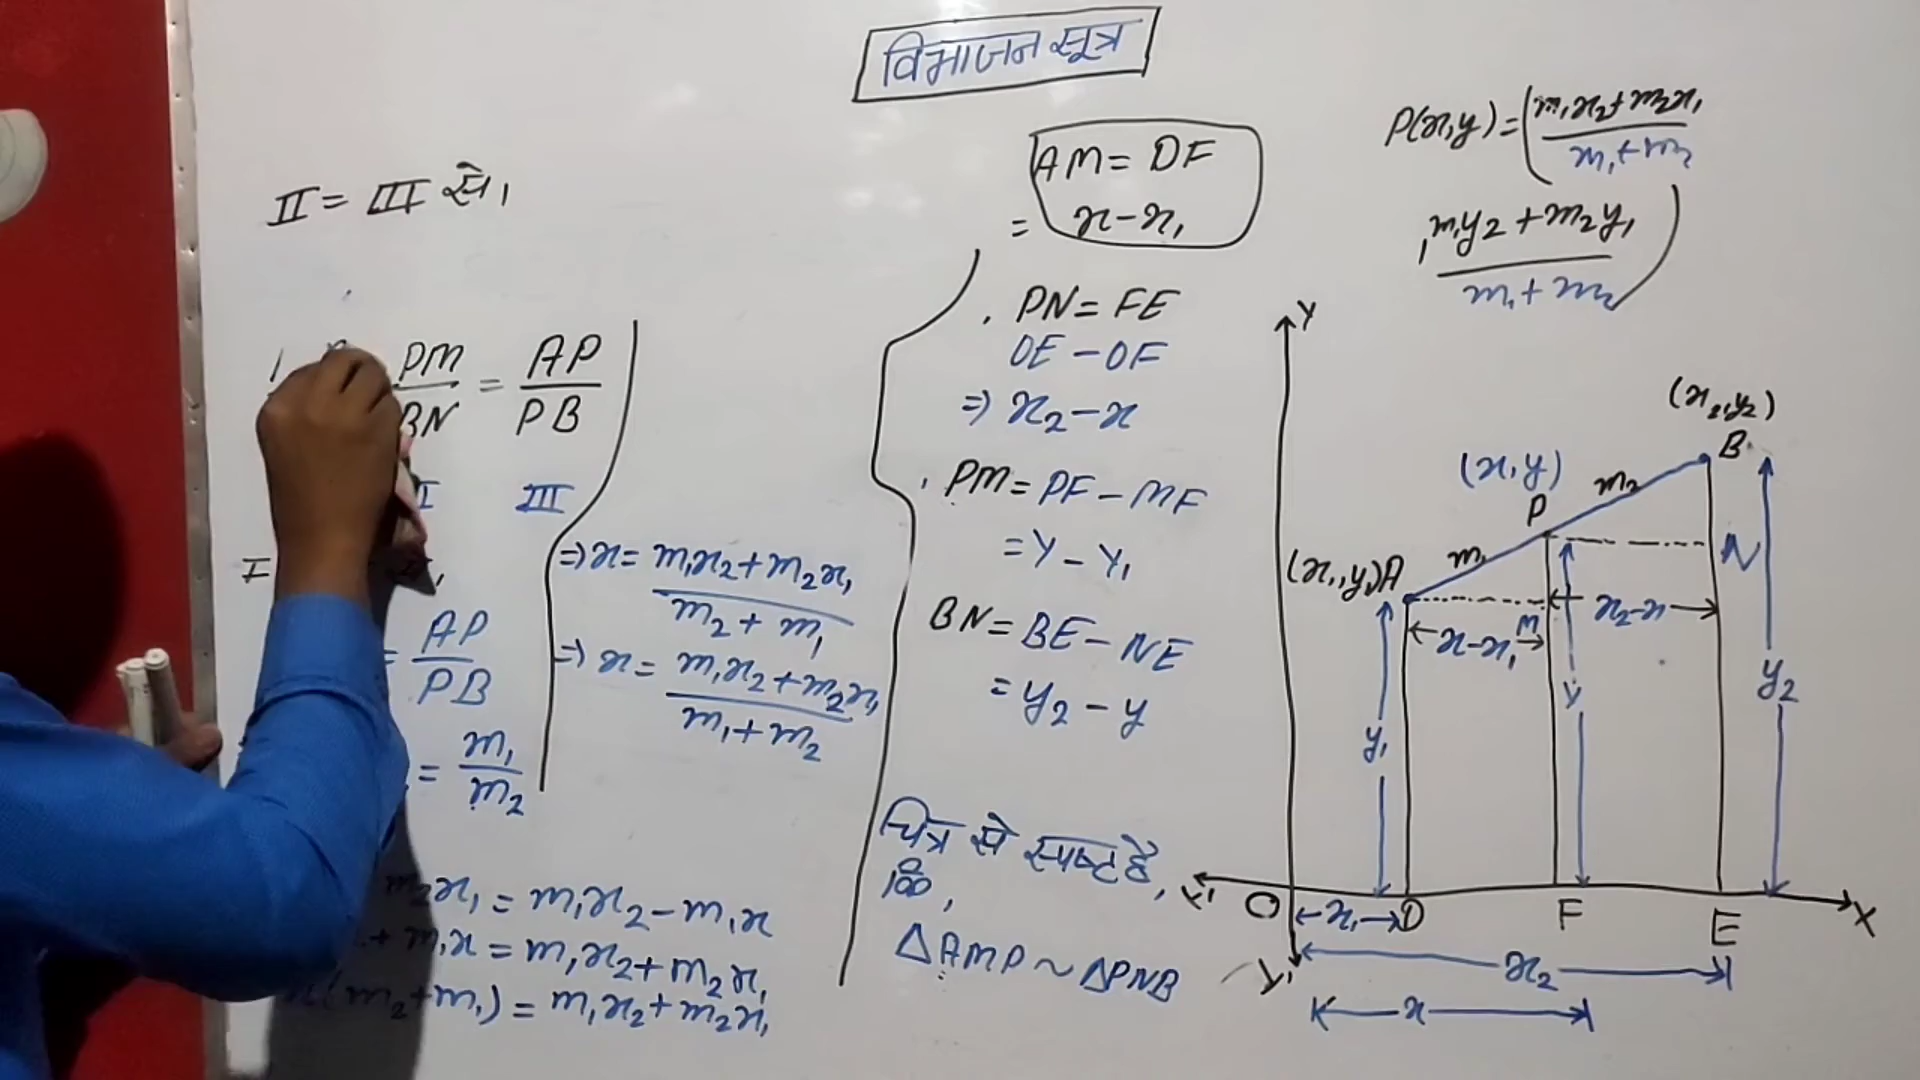 विभाजन सूत्र
II = III से,
PM/BN = AP/PB
III
= AP/PB
= m₁/m₂
m₂x₁ = m₁x₂ - m₁x
+ m₁x = m₁x₂ + m₂x₁
(m₂+m₁) = m₁x₂ + m₂x₁
=> x = m₁x₂ + m₂x₁ / m₂ + m₁
=> x = m₁x₂ + m₂x₁ / m₁ + m₂
AM = DF
= x - x₁
PN = FE
OE - OF
=> x₂ - x
PM = PF - MF
= Y - Y₁
BN = BE - NE
= y₂ - y
चित्र से स्पष्ट है,
कि,
ΔAMP ~ ΔPNB
P(x,y) = (m₁x₂ + m₂x₁ / m₁ + m₂
, m₁y₂ + m₂y₁ / m₁ + m₂)
Y
(x₂,y₂)
B
(x,y)
m₂
P
N
m₁
(x₁,y₁)A
x₂-x
M
x-x₁
y
y₂
y₁
X'
O
x₁
D
F
E
X
Y'
x₂
x